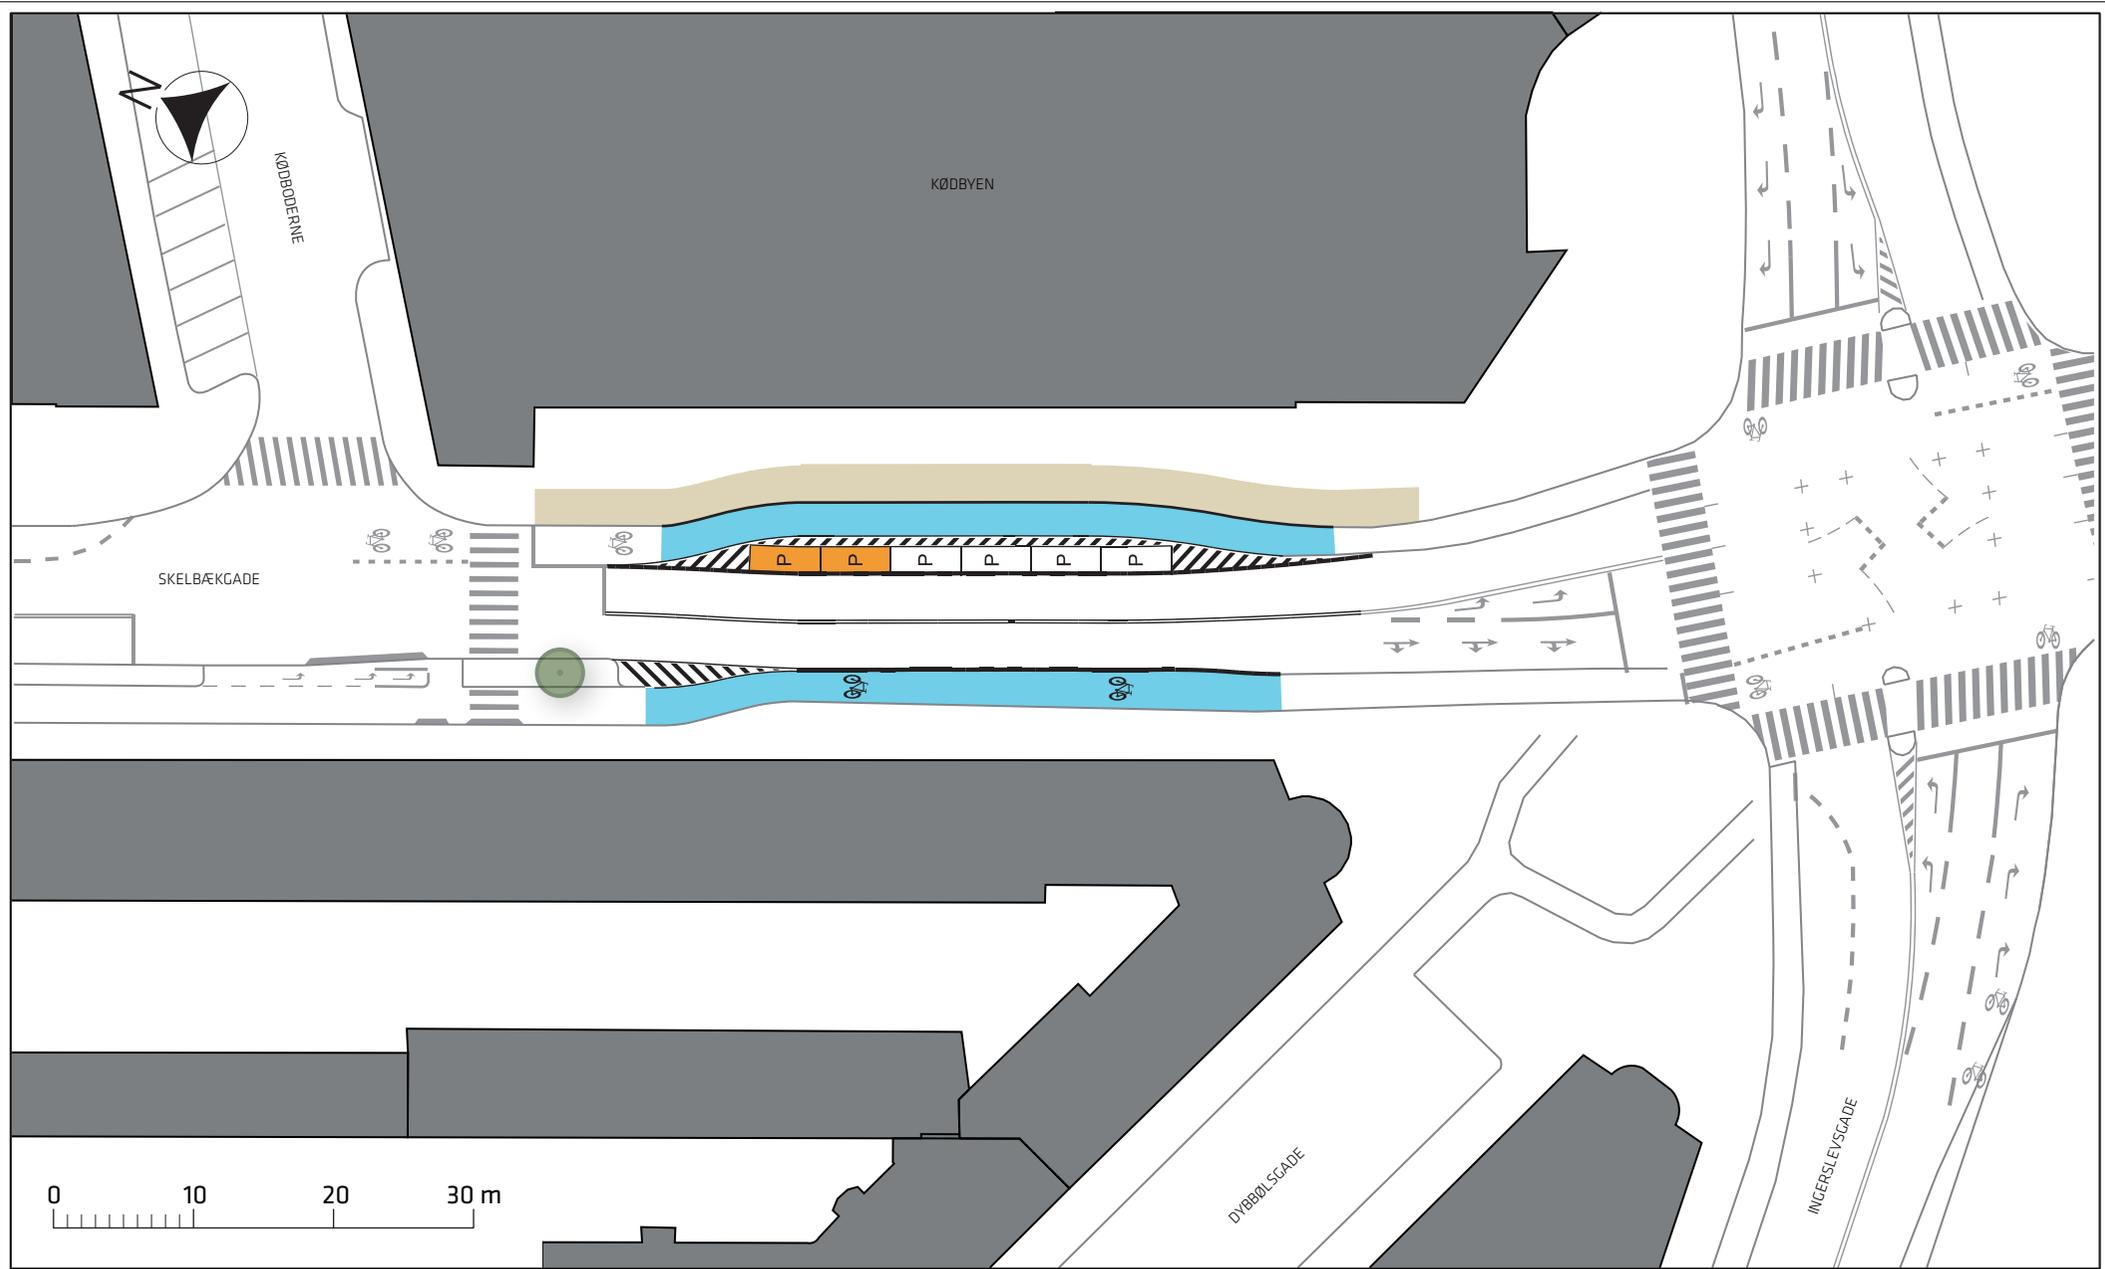 N
KØDBODERNE
KØDBYEN
SKELBÆKGADE
P P P P P P
DYBBØLSGADE
INGERSLEVSGADE
0 10 20 30 m